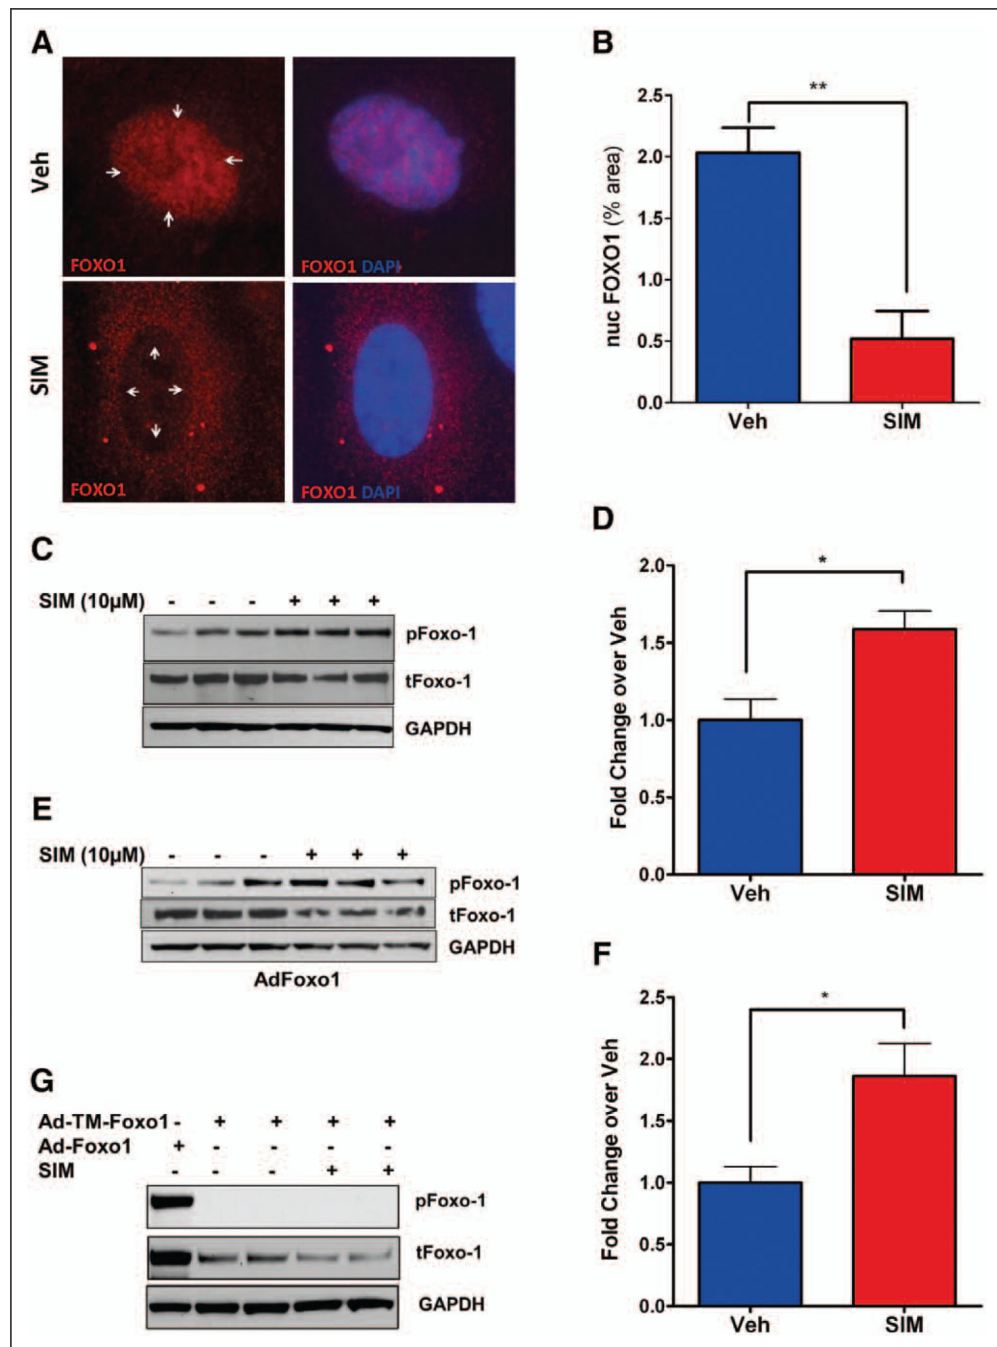 A
Veh
FOXO1
FOXO1 DAPI
SIM
FOXO1
FOXO1 DAPI
B
**
nuc FOXO1 (% area)
2.5
2.0
1.5
1.0
0.5
0.0
Veh SIM
C
SIM (10μM) - - - + + +
pFoxo-1
tFoxo-1
GAPDH
D
*
Fold Change over Veh
2.0
1.5
1.0
0.5
0.0
Veh SIM
E
SIM (10μM) - - - + + +
pFoxo-1
tFoxo-1
GAPDH
AdFoxo1
F
*
Fold Change over Veh
2.5
2.0
1.5
1.0
0.5
0.0
Veh SIM
G
Ad-TM-Foxo1 - + + + +
Ad-Foxo1 + - - - -
SIM - - - + +
pFoxo-1
tFoxo-1
GAPDH